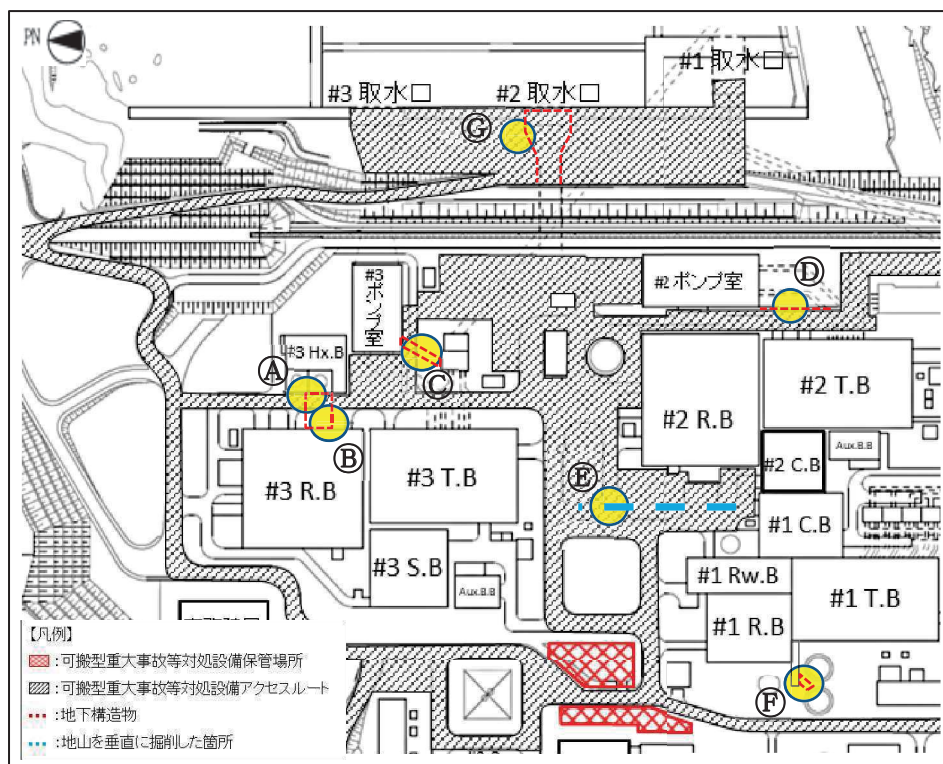 PN
#1 取水口
#3 取水口
#2 取水口
Ⓖ
Ⓓ
#3 ポンプ室
#2 ポンプ室
#3 Hx.B
Ⓐ
Ⓒ
#2 T.B
#2 R.B
Ⓑ
Aux.B.B
#2 C.B
#3 T.B
Ⓔ
#3 R.B
#1 C.B
#3 S.B
#1 Rw.B
Aux.B.B
#1 T.B
#1 R.B
【凡例】
:可搬型重大事故等対処設備保管場所
:可搬型重大事故等対処設備アクセスルート
Ⓕ
:地下構造物
:地山を垂直に掘削した箇所